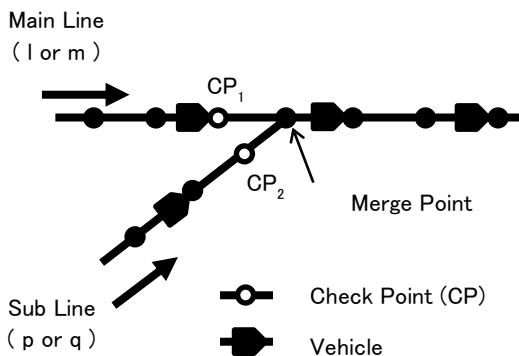 Main Line
( l or m )
CP1
CP2
Merge Point
Sub Line
( p or q )
Check Point (CP)
Vehicle